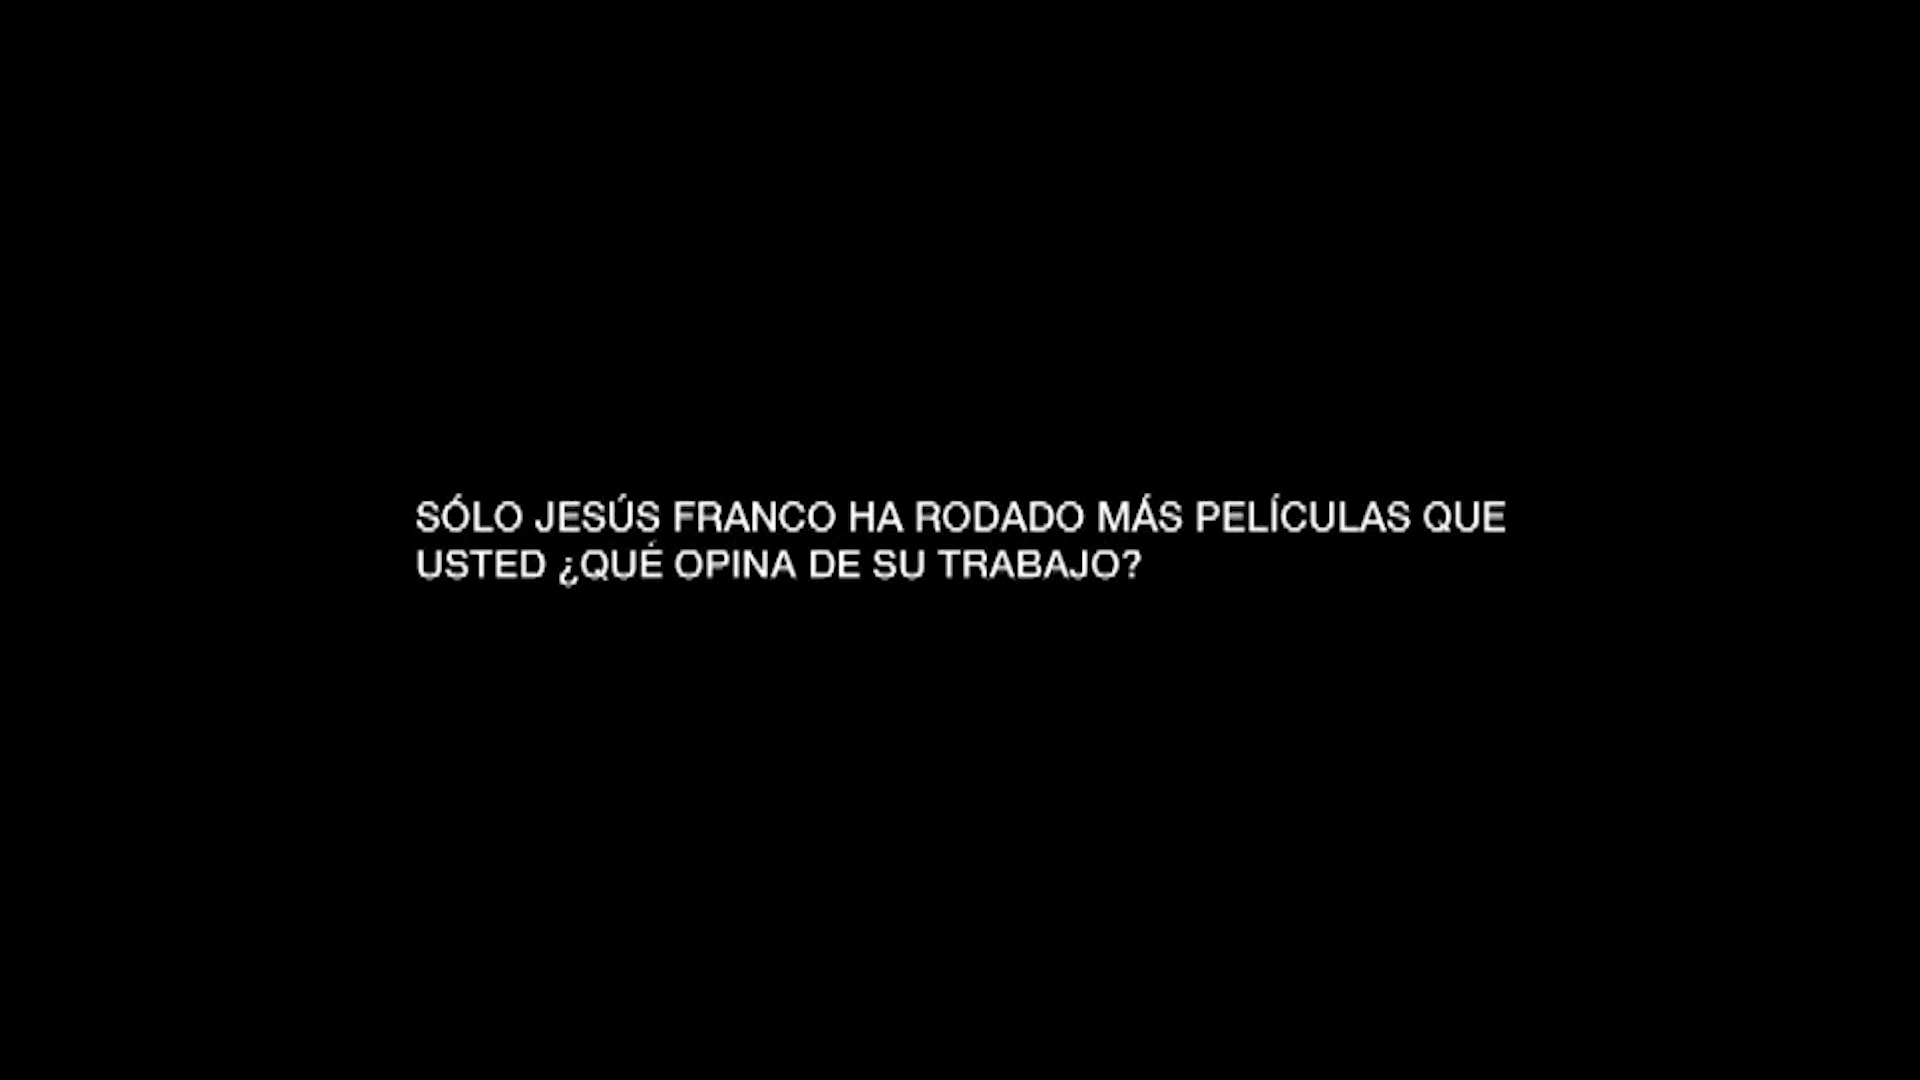 SÓLO JESÚS FRANCO HA RODADO MÁS PELÍCULAS QUE
USTED ¿QUÉ OPINA DE SU TRABAJO?